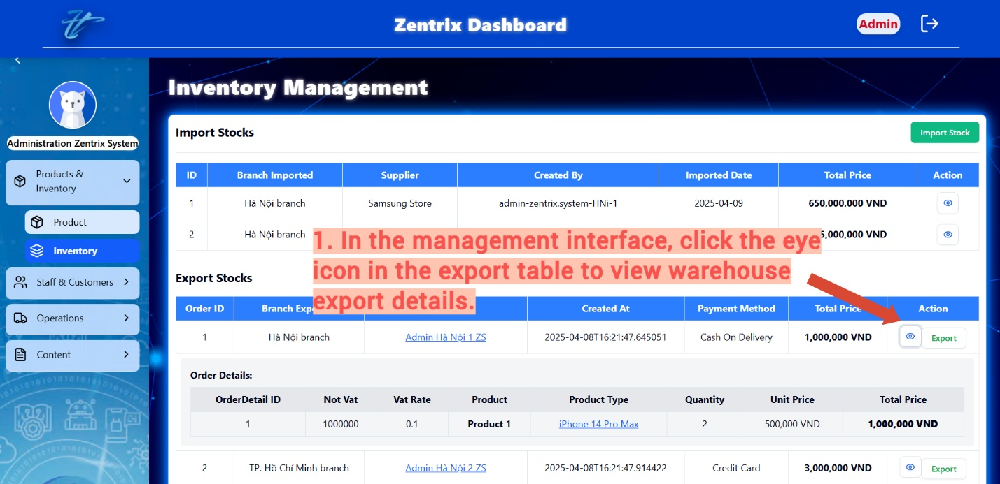 Zentrix Dashboard
Admin
Administration Zentrix System
Products &
Inventory
Product
Inventory
Staff & Customers
Operations
Content
Inventory Management
Import Stocks
Import Stock
ID Branch Imported Supplier Created By Imported Date Total Price Action
1 Hà Nội branch Samsung Store admin-zentrix.system-HNi-1 2025-04-09 650,000,000 VND
2 Hà Nội branch 5,000,000 VND
1. In the management interface, click the eye
icon in the export table to view warehouse
export details.
Export Stocks
Order ID Branch Created At Payment Method Total Price Action
1 Hà Nội branch Admin Hà Nội 1 ZS 2025-04-08T16:21:47.645051 Cash On Delivery 1,000,000 VND Export
Order Details:
OrderDetail ID Not Vat Vat Rate Product Product Type Quantity Unit Price Total Price
1 1000000 0.1 Product 1 iPhone 14 Pro Max 2 500,000 VND 1,000,000 VND
2 TP. Hồ Chí Minh branch Admin Hà Nội 2 ZS 2025-04-08T16:21:47.914422 Credit Card 3,000,000 VND Export